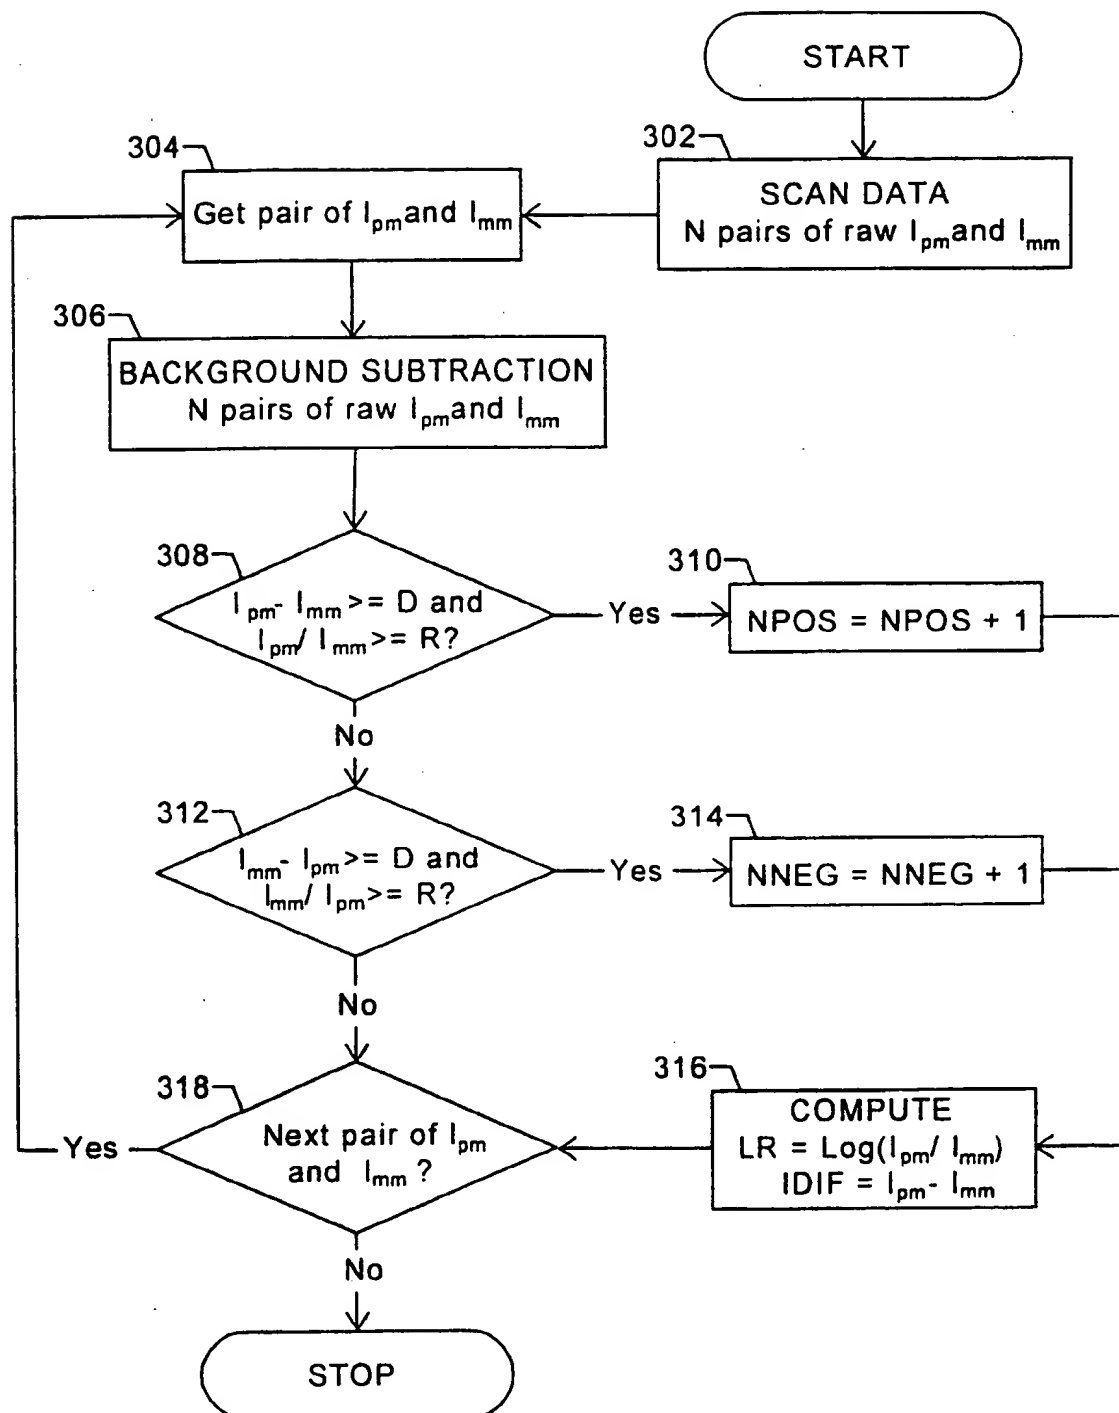 START
302
SCAN DATA
N pairs of raw Ipm and Imm
304
Get pair of Ipm and Imm
306
BACKGROUND SUBTRACTION
N pairs of raw Ipm and Imm
308
Ipm - Imm >= D and
Ipm / Imm >= R?
Yes
310
NPOS = NPOS + 1
No
312
Imm - Ipm >= D and
Imm / Ipm >= R?
Yes
314
NNEG = NNEG + 1
No
316
COMPUTE
LR = Log(Ipm / Imm)
IDIF = Ipm - Imm
318
Next pair of Ipm
and Imm ?
Yes
No
STOP